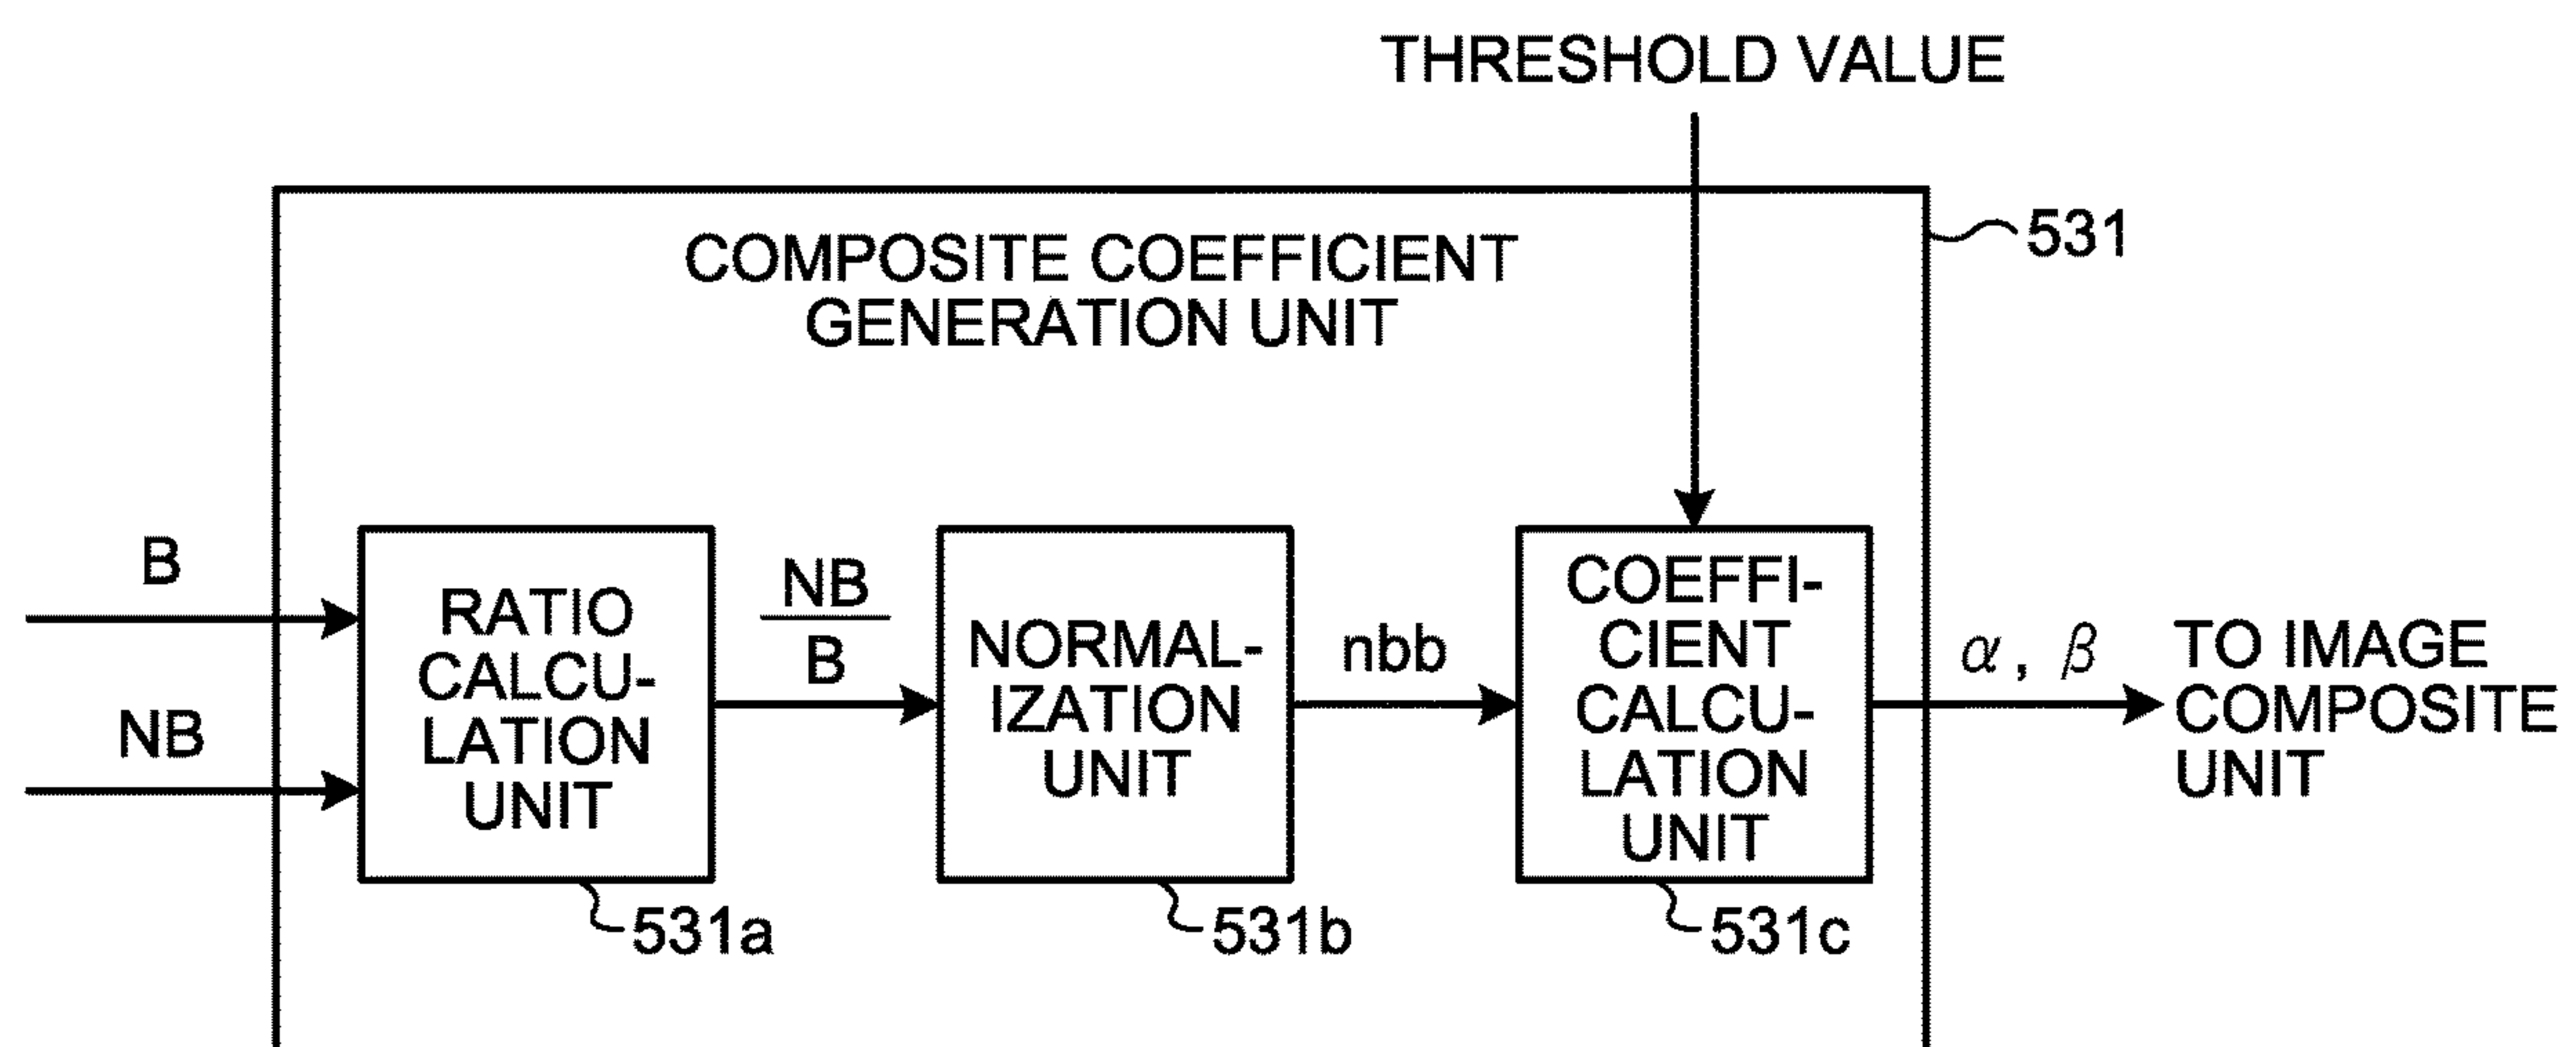 THRESHOLD VALUE
531
COMPOSITE COEFFICIENT
GENERATION UNIT
B
NB
RATIO
CALCU-
LATION
UNIT
531a
NB
B
NORMAL-
IZATION
UNIT
531b
nbb
COEFFI-
CIENT
CALCU-
LATION
UNIT
531c
α, β
TO IMAGE
COMPOSITE
UNIT